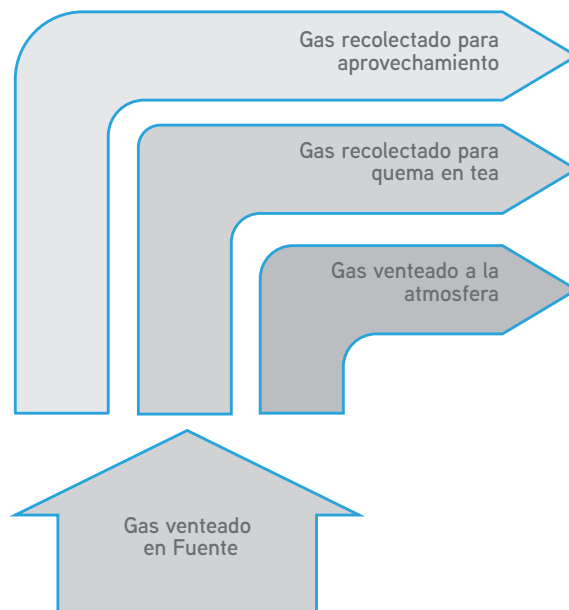 Gas recolectado para
aprovechamiento
Gas recolectado para
quema en tea
Gas venteado a la
atmosfera
Gas venteado
en Fuente